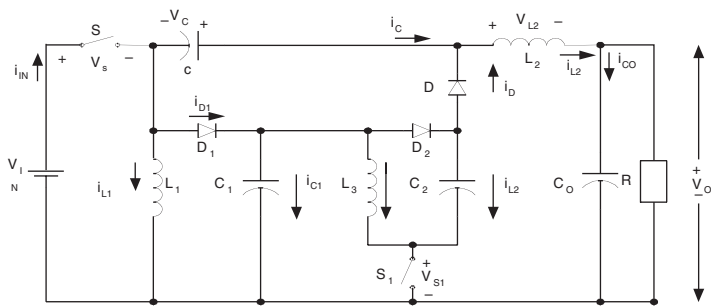 S
– V_C +
i_C
+ V_L2 –
i_IN
+ V_s –
C
L_2
i_L2
i_CO
D
i_D
i_D1
D_1
D_2
V_I
N
i_L1
L_1
C_1
i_C1
L_3
C_2
i_L2
C_O
R
+
V_O
–
S_1
+
V_S1
–